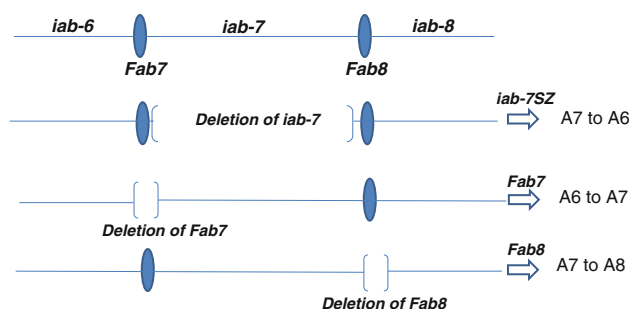 iab-6 iab-7 iab-8
Fab7 Fab8
iab-7SZ
Deletion of iab-7 A7 to A6
Fab7
A6 to A7
Deletion of Fab7
Fab8
A7 to A8
Deletion of Fab8